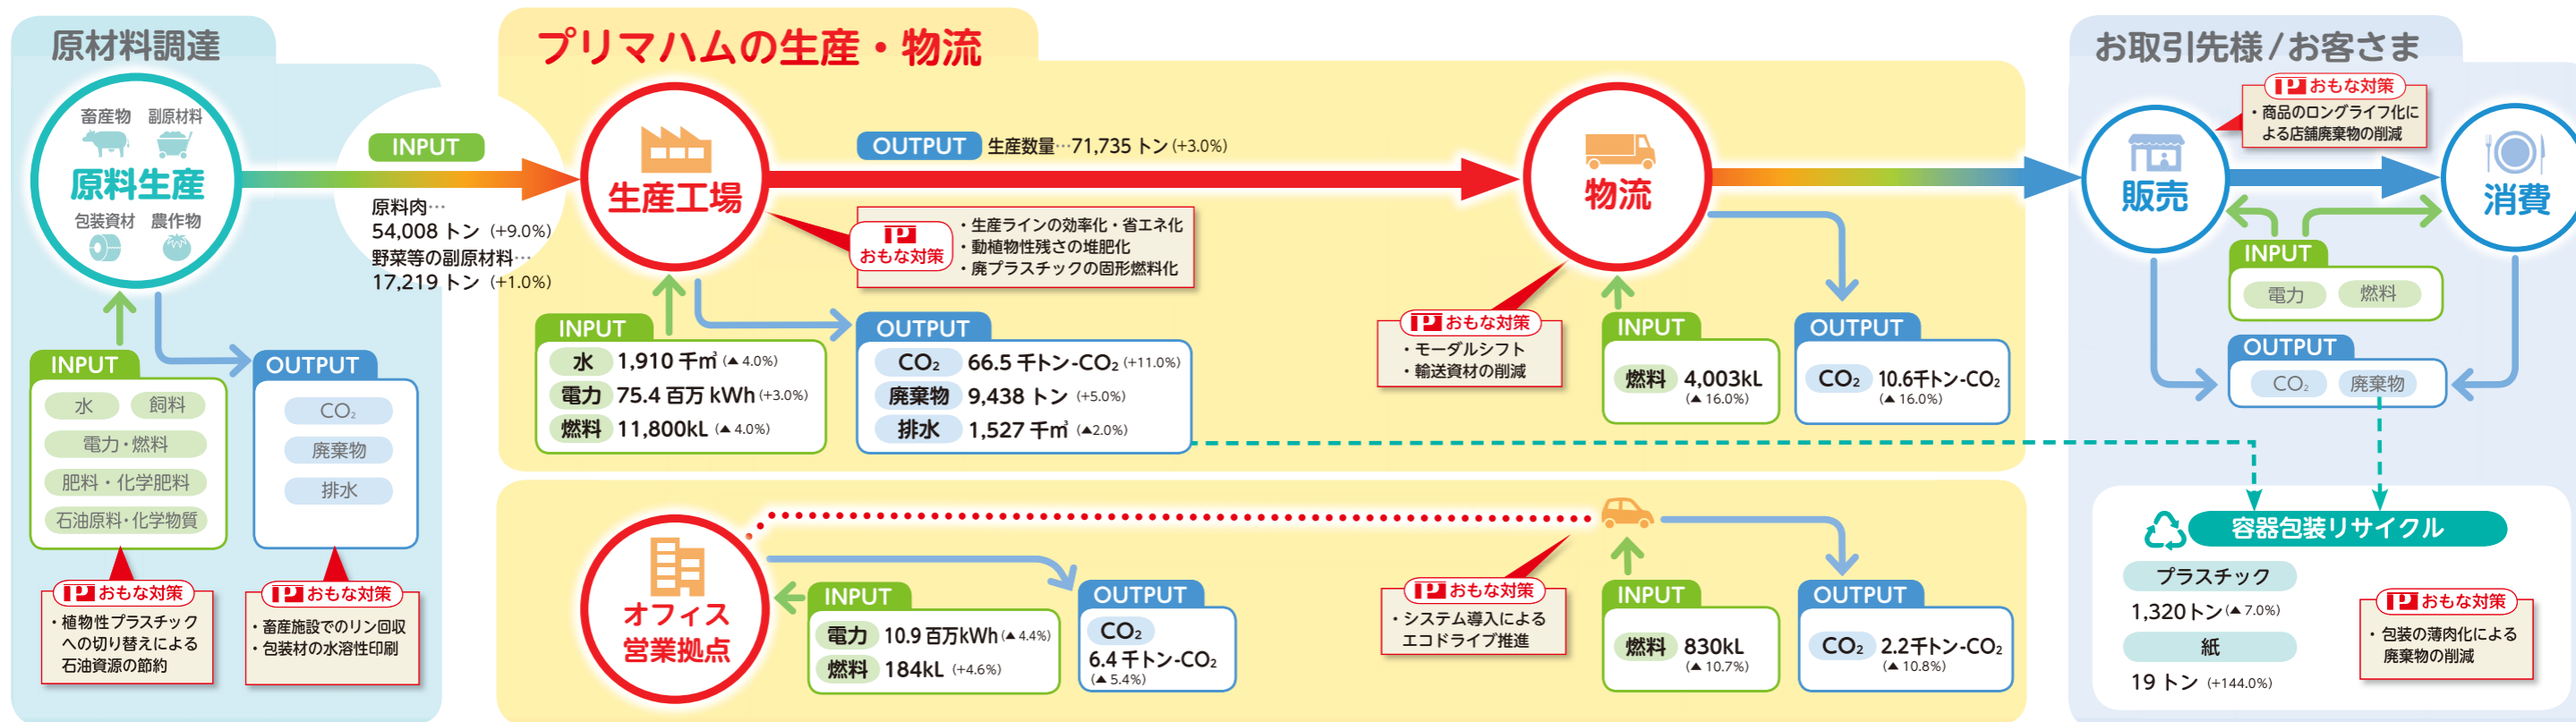 原材料調達
畜産物 副原材料
原料生産
包装資材 農作物
INPUT
水 飼料
電力・燃料
肥料・化学肥料
石油原料・化学物質
OUTPUT
CO₂
廃棄物
排水
おもな対策
・植物性プラスチック
への切り替えによる
石油資源の節約
おもな対策
・畜産施設でのリン回収
・包装材の水溶性印刷
INPUT
原料肉…
54,008 トン (+9.0%)
野菜等の副原材料…
17,219 トン (+1.0%)
プリマハムの生産・物流
生産工場
OUTPUT 生産数量…71,735 トン (+3.0%)
おもな対策
・生産ラインの効率化・省エネ化
・動植物性残さの堆肥化
・廃プラスチックの固形燃料化
INPUT
水 1,910 千㎥ (▲ 4.0%)
電力 75.4 百万 kWh (+3.0%)
燃料 11,800kL (▲ 4.0%)
OUTPUT
CO₂ 66.5 千トン-CO₂ (+11.0%)
廃棄物 9,438 トン (+5.0%)
排水 1,527 千㎥ (▲2.0%)
物流
おもな対策
・モーダルシフト
・輸送資材の削減
INPUT
燃料 4,003kL
(▲ 16.0%)
OUTPUT
CO₂ 10.6千トン-CO₂
(▲ 16.0%)
オフィス
営業拠点
INPUT
電力 10.9 百万kWh (▲ 4.4%)
燃料 184kL (+4.6%)
OUTPUT
CO₂
6.4 千トン-CO₂
(▲ 5.4%)
おもな対策
・システム導入による
エコドライブ推進
INPUT
燃料 830kL
(▲ 10.7%)
OUTPUT
CO₂ 2.2千トン-CO₂
(▲ 10.8%)
お取引先様/お客さま
おもな対策
・商品のロングライフ化に
よる店舗廃棄物の削減
販売
消費
INPUT
電力 燃料
OUTPUT
CO₂ 廃棄物
容器包装リサイクル
プラスチック
1,320トン (▲ 7.0%)
紙
19 トン (+144.0%)
おもな対策
・包装の薄肉化による
廃棄物の削減